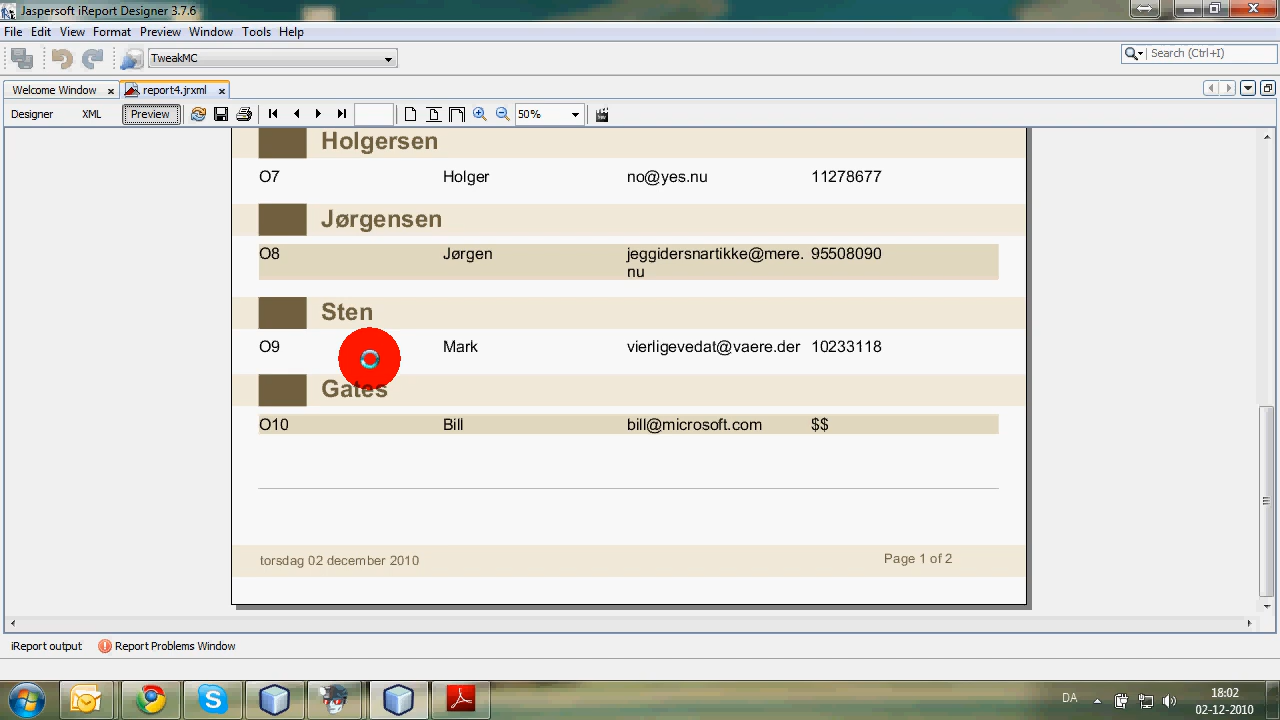 Jaspersoft iReport Designer 3.7.6
File Edit View Format Preview Window Tools Help
TweakMC
Search (Ctrl+I)
Welcome Window x report4.jrxml x
Designer XML Preview 50%
Holgersen
O7 Holger no@yes.nu 11278677
Jørgensen
O8 Jørgen jeggidersnartikke@mere. 95508090
nu
Sten
O9 Mark vierligevedat@vaere.der 10233118
Gates
O10 Bill bill@microsoft.com $$
torsdag 02 december 2010 Page 1 of 2
iReport output Report Problems Window
DA 18:02
02-12-2010